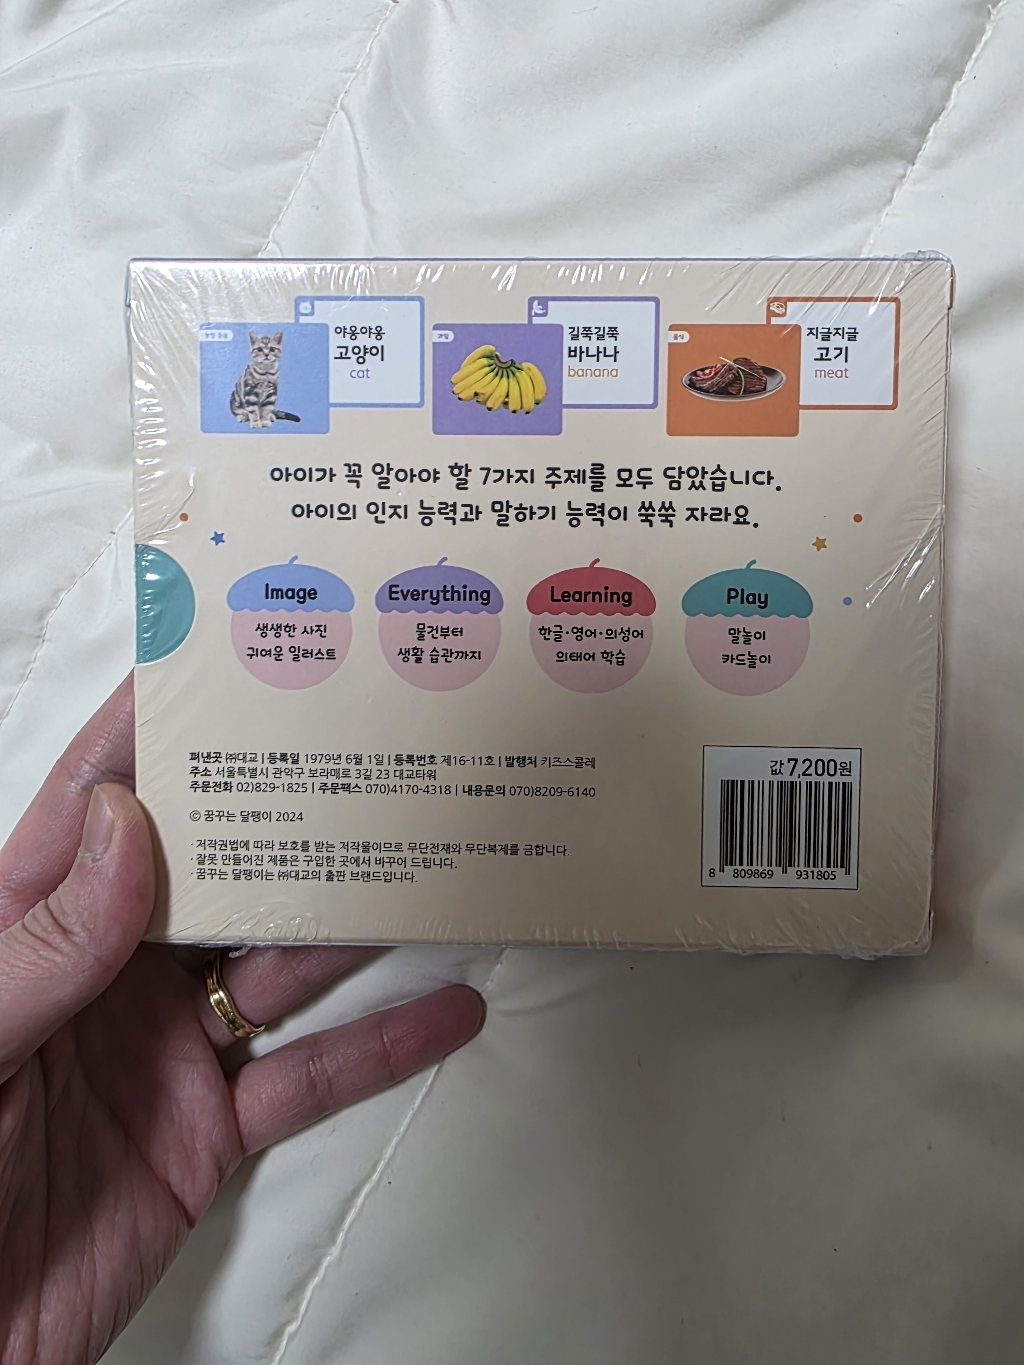 야옹야옹
고양이
cat
과일
길쭉길쭉
바나나
banana
음식
지글지글
고기
meat
아이가 꼭 알아야 할 7가지 주제를 모두 담았습니다.
아이의 인지 능력과 말하기 능력이 쑥쑥 자라요.
Image
생생한 사진
귀여운 일러스트
Everything
물건부터
생활 습관까지
Learning
한글·영어·의성어
의태어 학습
Play
말놀이
카드놀이
펴낸곳 ㈜대교 | 등록일 1979년 6월 1일 | 등록번호 제16-11호 | 발행처 키즈스콜레
주소 서울특별시 관악구 보라매로 3길 23 대교타워
주문전화 02)829-1825 | 주문팩스 070)4170-4318 | 내용문의 070)8209-6140
ⓒ 꿈꾸는 달팽이 2024
· 저작권법에 따라 보호를 받는 저작물이므로 무단전재와 무단복제를 금합니다.
· 잘못 만들어진 제품은 구입한 곳에서 바꾸어 드립니다.
· 꿈꾸는 달팽이는 ㈜대교의 출판 브랜드입니다.
값 7,200원
8 809869 931805